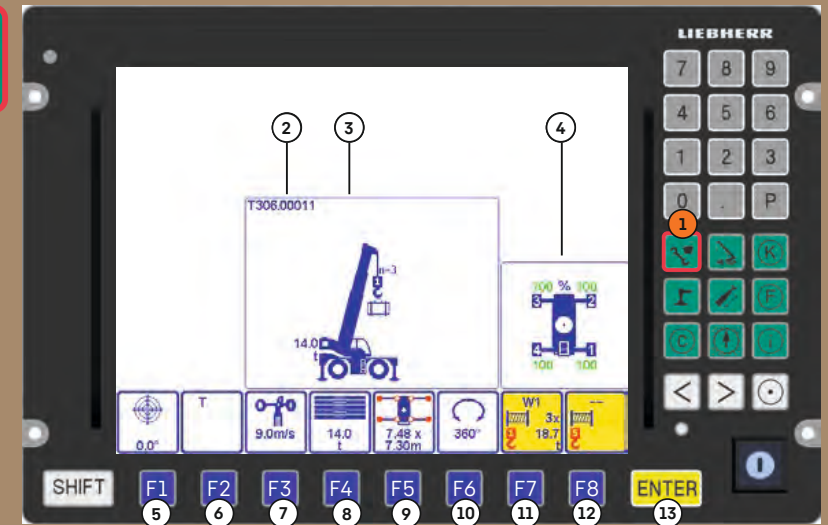 LIEBHERR
7 8 9
4 5 6
1 2 3
0 . P
1
K
F
C i
< >
2 3 4
T306.00011
n=3
1
14.0
t
100 % 100
3 2
4 1
100 100
0.0°
T
9.0m/s
14.0
t
7.48 x
7.30m
360°
W1
3x
18.7
t
--
SHIFT F1 F2 F3 F4 F5 F6 F7 F8 ENTER
5 6 7 8 9 10 11 12 13